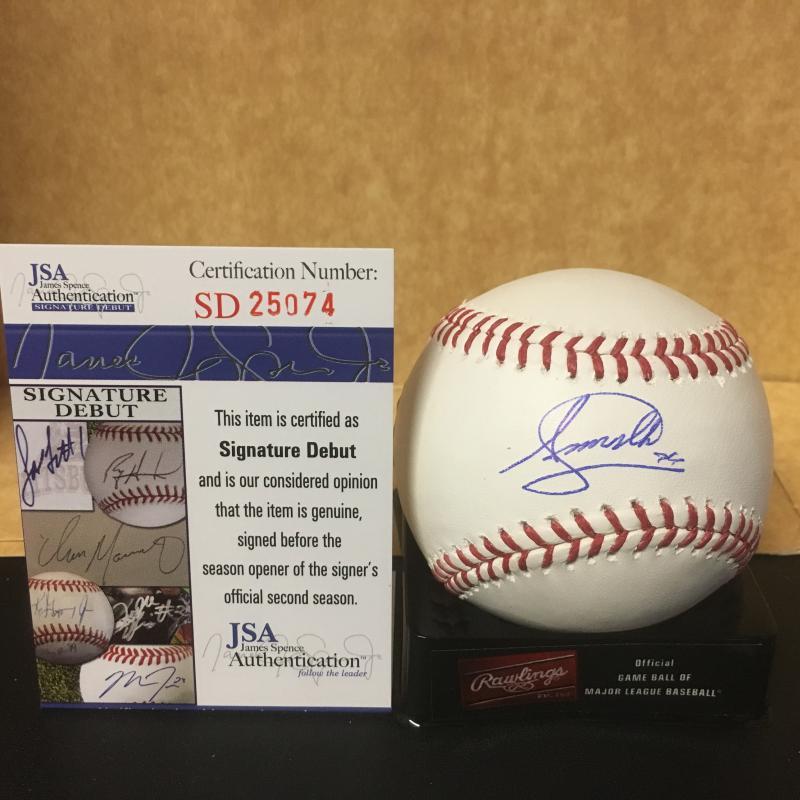 JSA
James Spence
Authentication™
SIGNATURE DEBUT
Certification Number:
SD 25074
SIGNATURE
DEBUT
This item is certified as
Signature Debut
and is our considered opinion
that the item is genuine,
signed before the
season opener of the signer's
official second season.
JSA
James Spence
Authentication™
follow the leader
Rawlings
Official
GAME BALL OF
MAJOR LEAGUE BASEBALL®